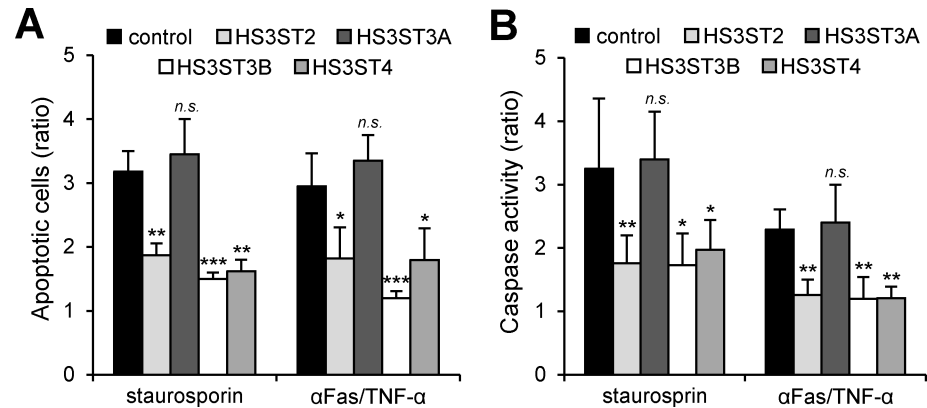 A
control HS3ST2 HS3ST3A
HS3ST3B HS3ST4
Apoptotic cells (ratio)
5
4
3
2
1
0
** n.s. *** **
* n.s. *** *
staurosporin αFas/TNF-α
B
control HS3ST2 HS3ST3A
HS3ST3B HS3ST4
Caspase activity (ratio)
5
4
3
2
1
0
** n.s. * *
** n.s. ** **
stausprin αFas/TNF-α